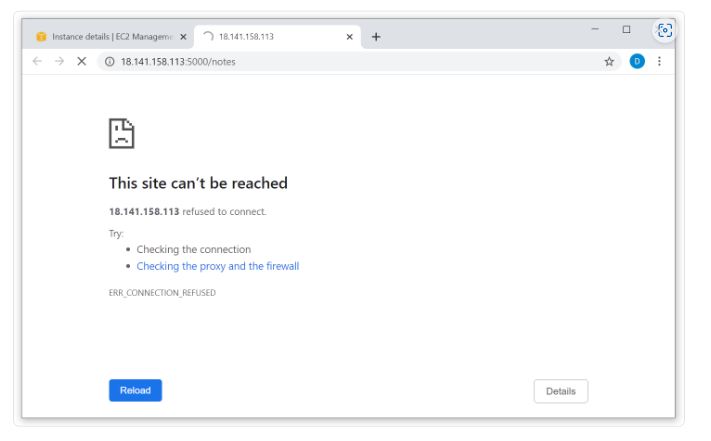 Instance details | EC2 Manageme
18.141.158.113
18.141.158.113:5000/notes
D
This site can't be reached
18.141.158.113 refused to connect.
Try:
• Checking the connection
• Checking the proxy and the firewall
ERR_CONNECTION_REFUSED
Reload
Details